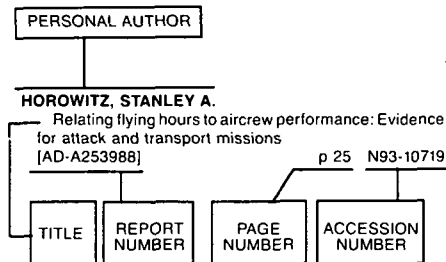 PERSONAL AUTHOR
HOROWITZ, STANLEY A.
Relating flying hours to aircrew performance: Evidence
for attack and transport missions
[AD-A253988] p 25 N93-10719
TITLE
REPORT
NUMBER
PAGE
NUMBER
ACCESSION
NUMBER